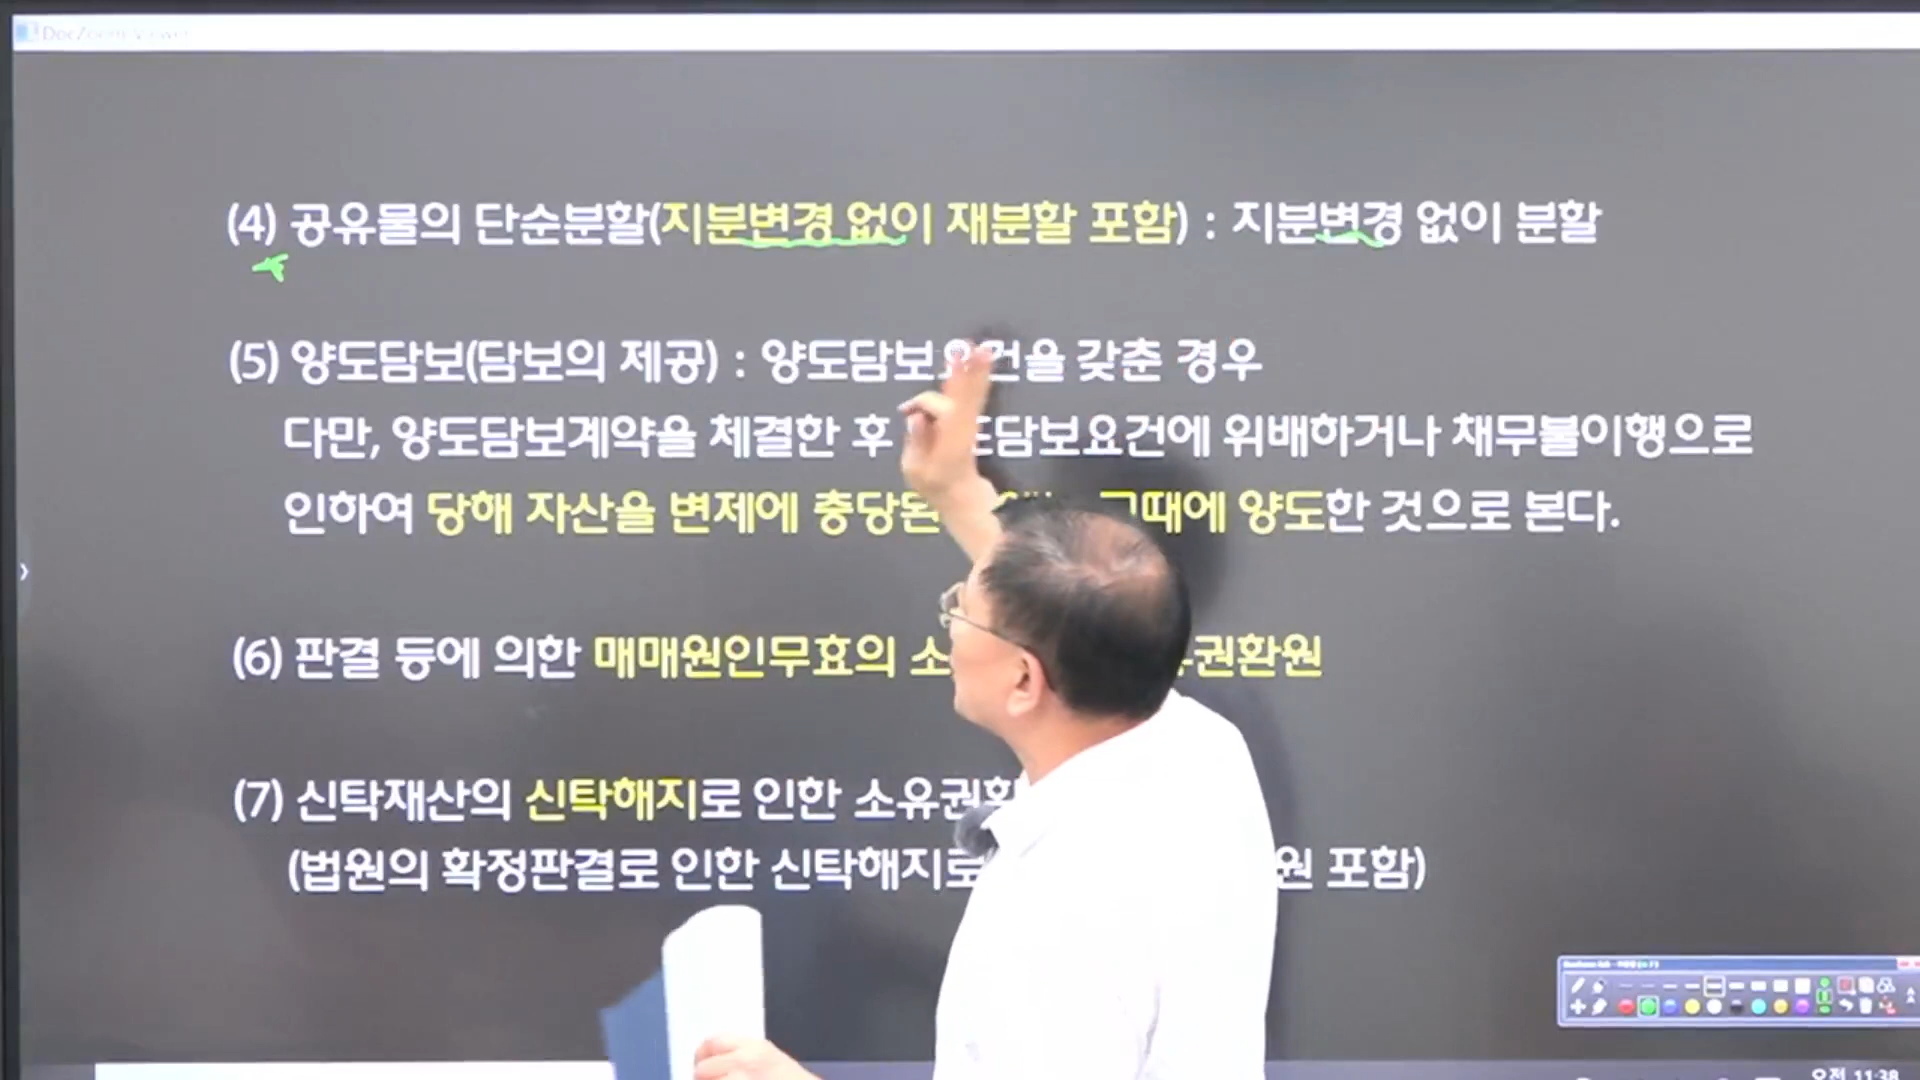 (4) 공유물의 단순분할(지분변경 없이 재분할 포함) : 지분변경 없이 분할
(5) 양도담보(담보의 제공) : 양도담보요건을 갖춘 경우
다만, 양도담보계약을 체결한 후 담보요건에 위배하거나 채무불이행으로
인하여 당해 자산을 변제에 충당된 그때에 양도한 것으로 본다.
(6) 판결 등에 의한 매매원인무효의 소 권환원
(7) 신탁재산의 신탁해지로 인한 소유권
(법원의 확정판결로 인한 신탁해지로 원 포함)
오전 11:38